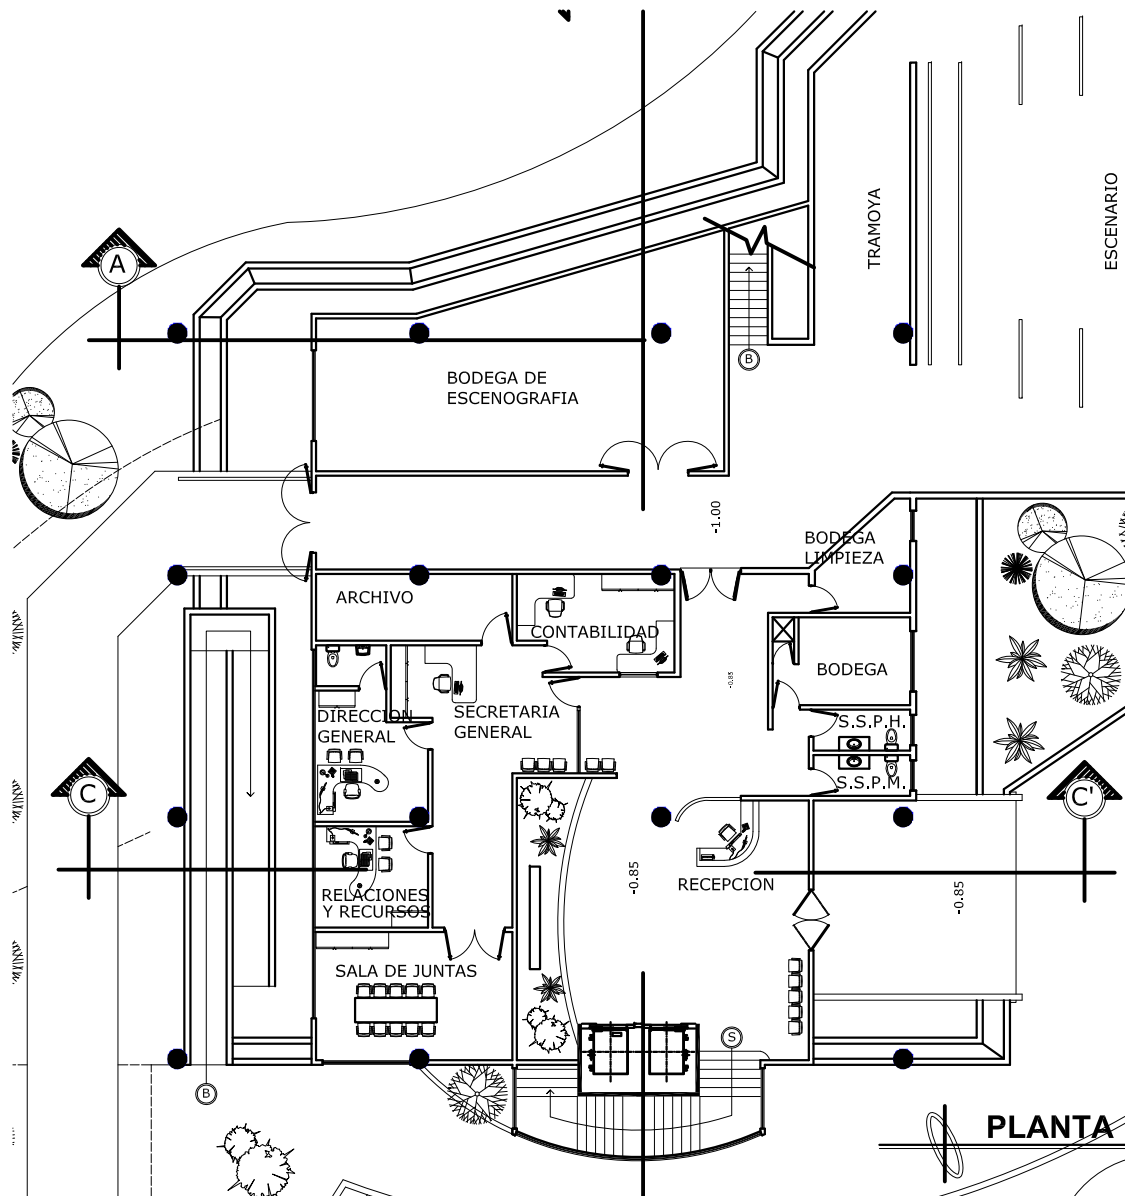 ESCENARIO
TRAMOYA
A
B
BODEGA DE
ESCENOGRAFIA
-1.00
BODEGA
LIMPIEZA
ARCHIVO
CONTABILIDAD
BODEGA
-0.85
DIRECCION
GENERAL
SECRETARIA
GENERAL
S.S.P.H.
S.S.P.M.
C
C'
-0.85
RECEPCION
-0.85
RELACIONES
Y RECURSOS
SALA DE JUNTAS
S
B
PLANTA